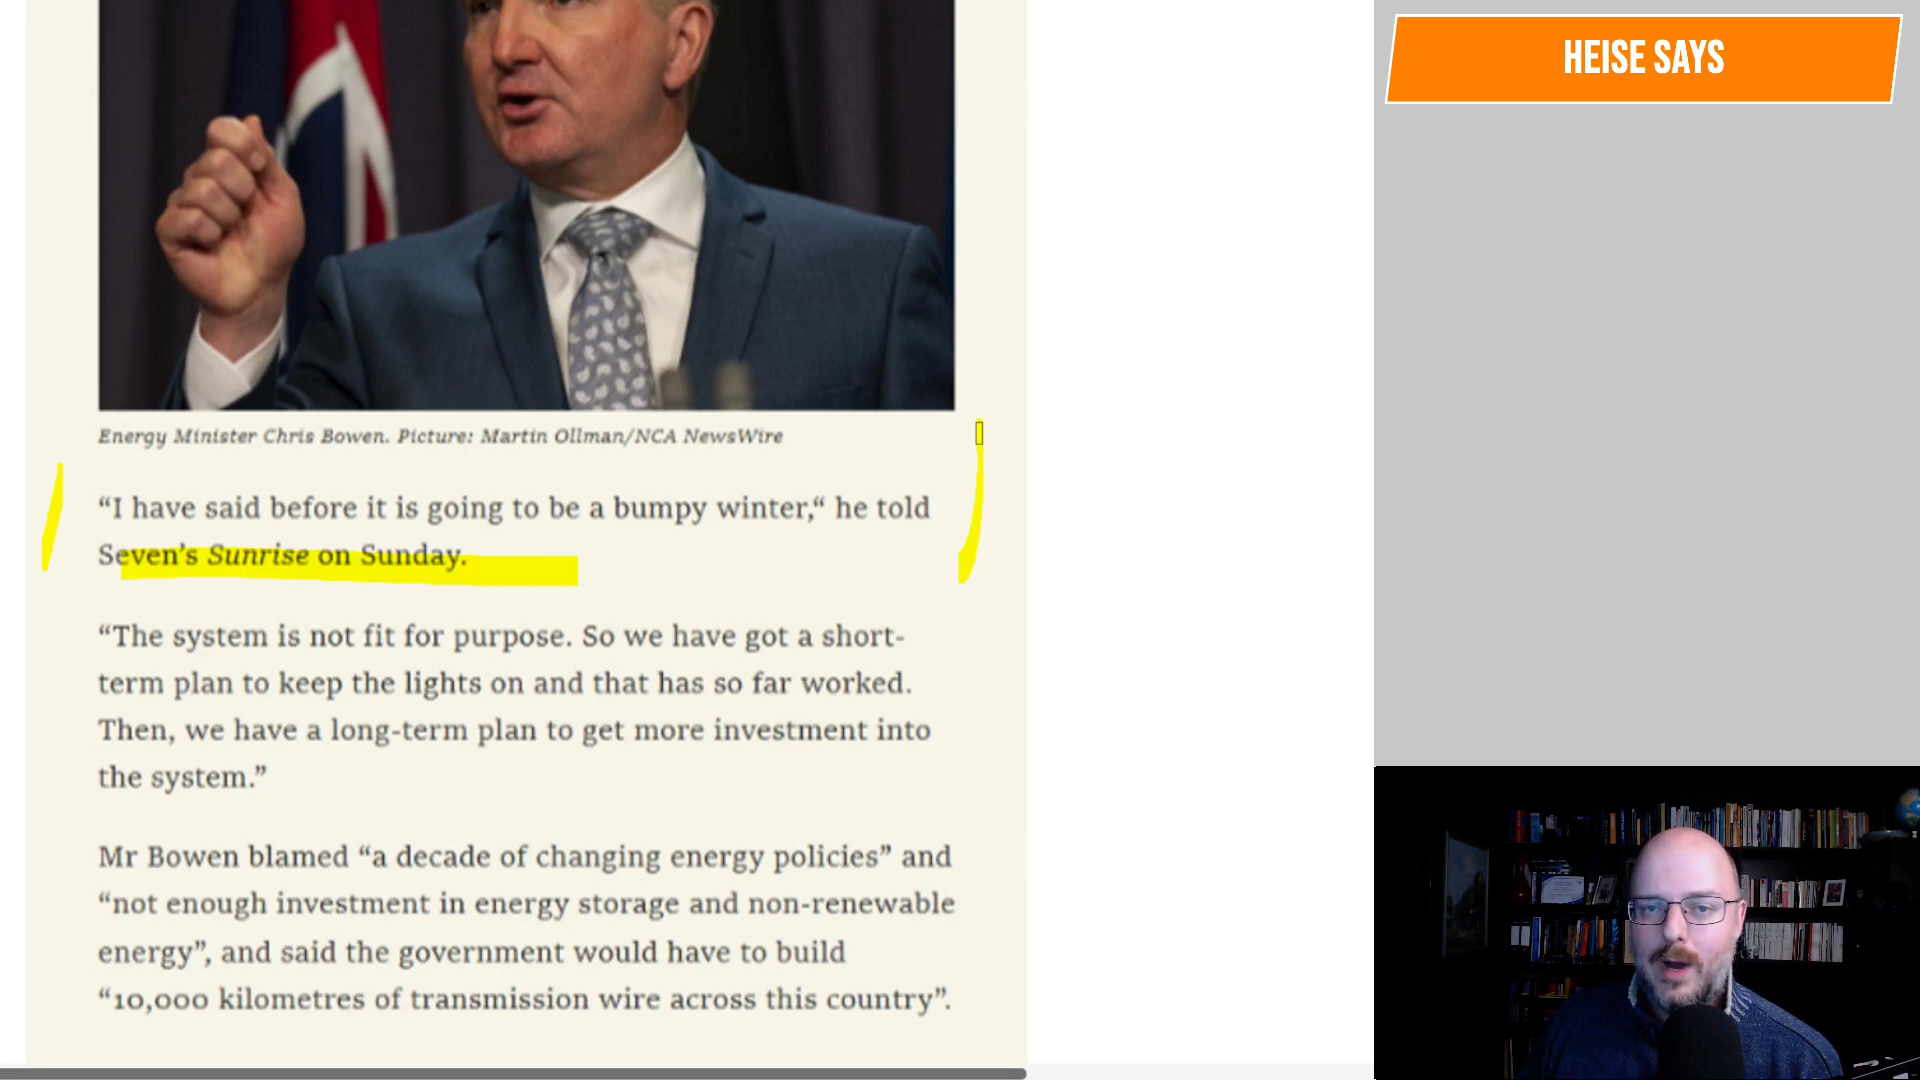 HEISE SAYS
Energy Minister Chris Bowen. Picture: Martin Ollman/NCA NewsWire
“I have said before it is going to be a bumpy winter,“ he told
Seven’s Sunrise on Sunday.
“The system is not fit for purpose. So we have got a short-
term plan to keep the lights on and that has so far worked.
Then, we have a long-term plan to get more investment into
the system.”
Mr Bowen blamed “a decade of changing energy policies” and
“not enough investment in energy storage and non-renewable
energy”, and said the government would have to build
“10,000 kilometres of transmission wire across this country”.